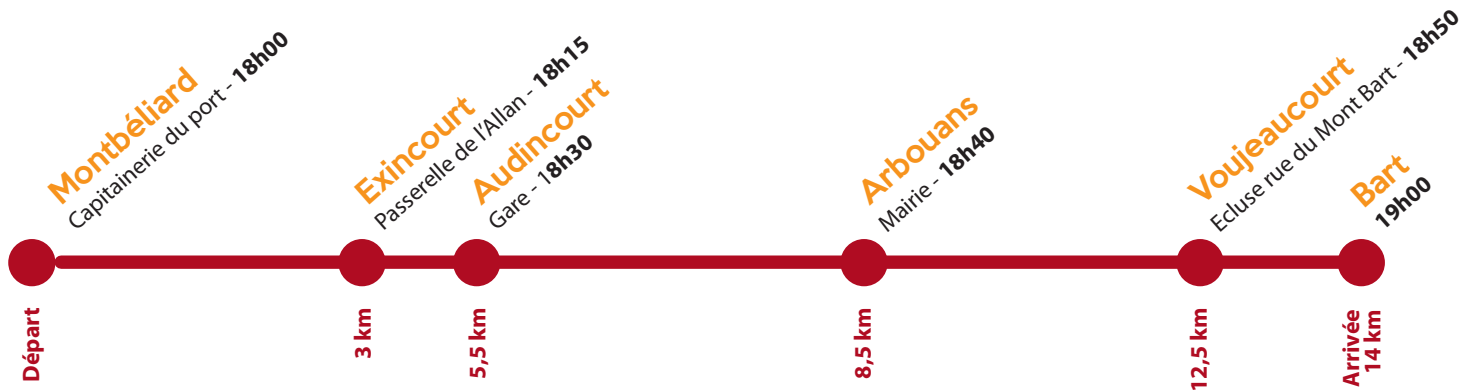 Montbéliard
Capitainerie du port - 18h00
Exincourt
Passerelle de l'Allan - 18h15
Audincourt
Gare - 18h30
Arbouans
Mairie - 18h40
Voujeaucourt
Ecluse rue du Mont Bart - 18h50
Bart
19h00
Départ
3 km
5,5 km
8,5 km
12,5 km
Arrivée
14 km